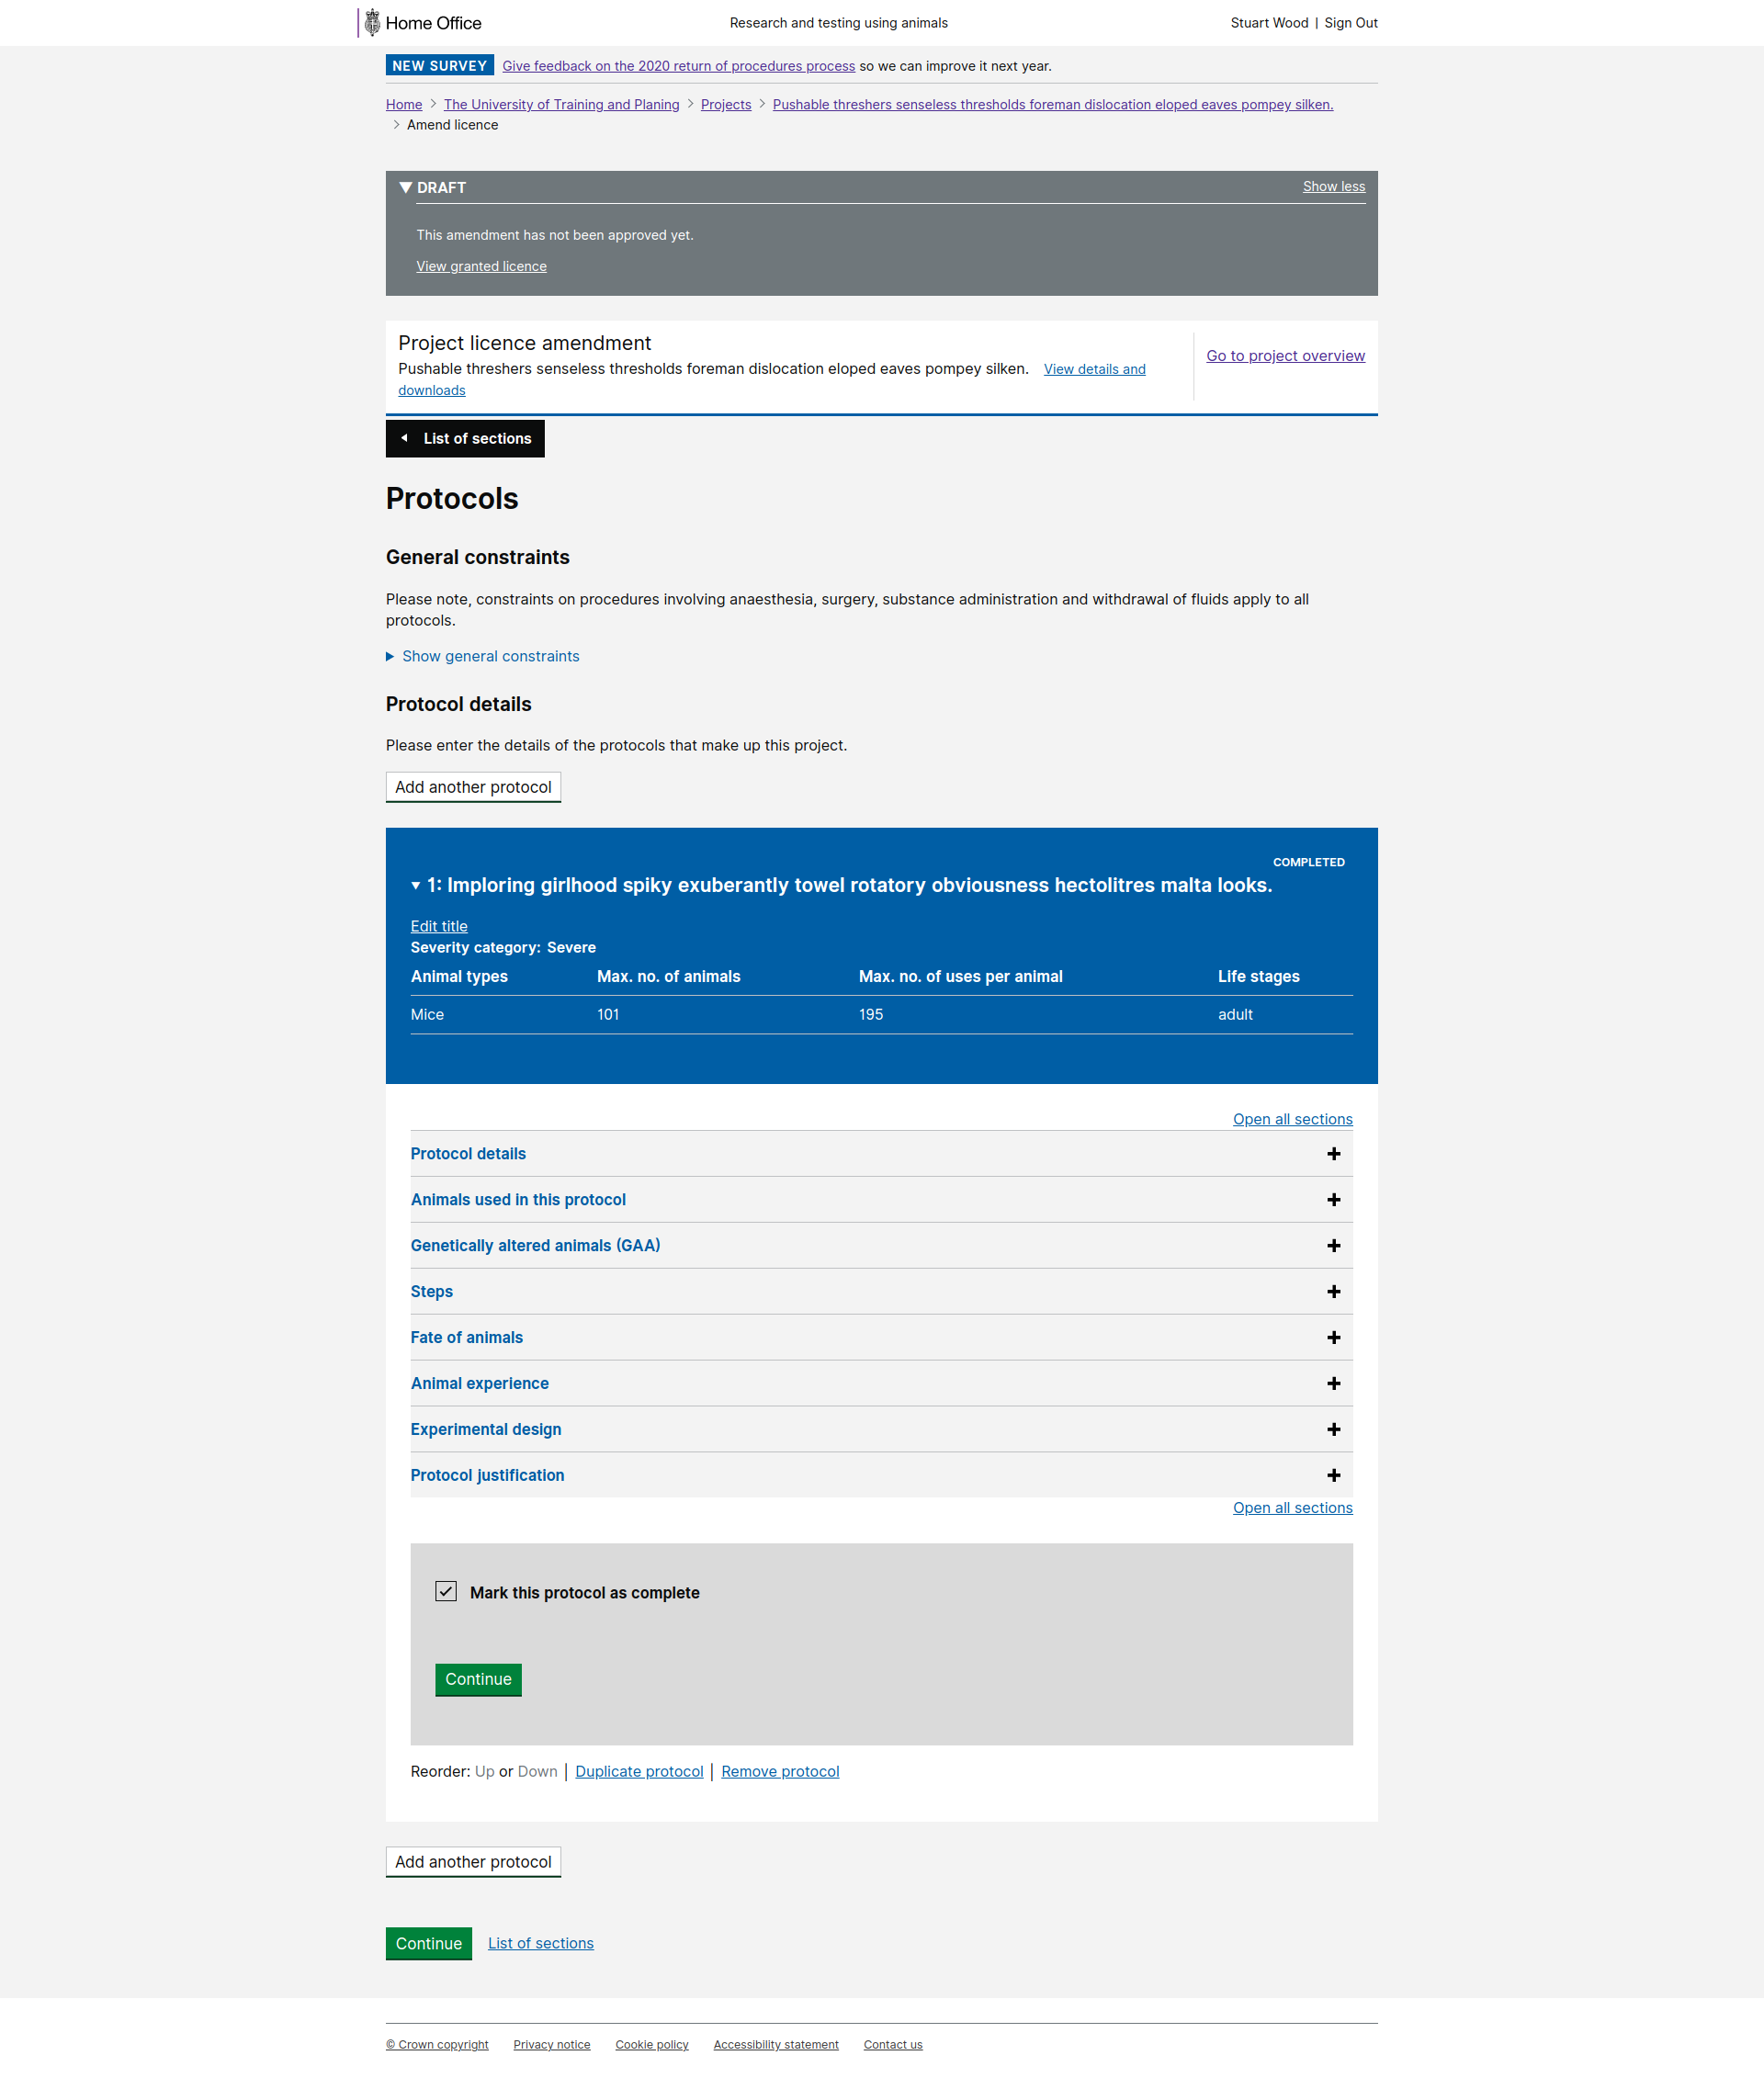 Home Office
Research and testing using animals
Stuart Wood | Sign Out
NEW SURVEY Give feedback on the 2020 return of procedures process so we can improve it next year.
Home > The University of Training and Planing > Projects > Pushable threshers senseless thresholds foreman dislocation eloped eaves pompey silken.
> Amend licence
DRAFT
Show less
This amendment has not been approved yet.
View granted licence
Project licence amendment
Pushable threshers senseless thresholds foreman dislocation eloped eaves pompey silken. View details and
downloads
Go to project overview
List of sections
Protocols
General constraints
Please note, constraints on procedures involving anaesthesia, surgery, substance administration and withdrawal of fluids apply to all
protocols.
Show general constraints
Protocol details
Please enter the details of the protocols that make up this project.
Add another protocol
COMPLETED
1: Imploring girlhood spiky exuberantly towel rotatory obviousness hectolitres malta looks.
Edit title
Severity category: Severe
Animal types Max. no. of animals Max. no. of uses per animal Life stages
Mice 101 195 adult
Open all sections
Protocol details
Animals used in this protocol
Genetically altered animals (GAA)
Steps
Fate of animals
Animal experience
Experimental design
Protocol justification
Open all sections
Mark this protocol as complete
Continue
Reorder: Up or Down | Duplicate protocol | Remove protocol
Add another protocol
Continue List of sections
© Crown copyright Privacy notice Cookie policy Accessibility statement Contact us